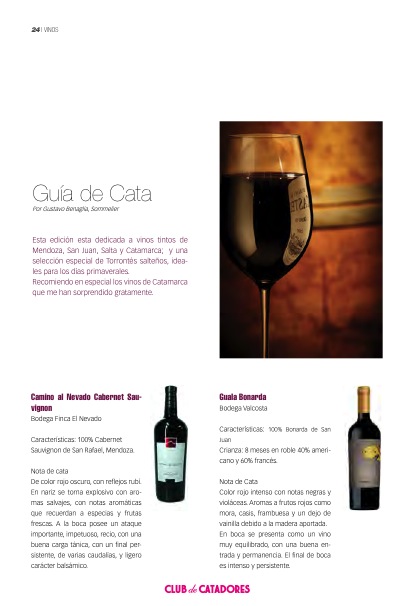 24 | VINOS
Guía de Cata
Por Gustavo Benaglia, Sommelier
Esta edición esta dedicada a vinos tintos de
Mendoza, San Juan, Salta y Catamarca; y una
selección especial de Torrontés salteños, idea-
les para los días primaverales.
Recomiendo en especial los vinos de Catamarca
que me han sorprendido gratamente.
Camino al Nevado Cabernet Sau-
vignon
Bodega Finca El Nevado
Características: 100% Cabernet
Sauvignon de San Rafael, Mendoza.
Nota de cata
De color rojo oscuro, con reflejos rubí.
En nariz se torna explosivo con aro-
mas salvajes, con notas aromáticas
que recuerdan a especias y frutas
frescas. A la boca posee un ataque
importante, impetuoso, recio, con una
buena carga tánica, con un final per-
sistente, de varias caudalías, y ligero
carácter balsámico.
Guala Bonarda
Bodega Valcosta
Características: 100% Bonarda de San
Juan
Crianza: 8 meses en roble 40% ameri-
cano y 60% francés.
Nota de Cata
Color rojo intenso con notas negras y
violáceas. Aromas a frutos rojos como
mora, casis, frambuesa y un dejo de
vainilla debido a la madera aportada.
En boca se presenta como un vino
muy equilibrado, con una buena en-
trada y permanencia. El final de boca
es intenso y persistente.
CLUB de CATADORES